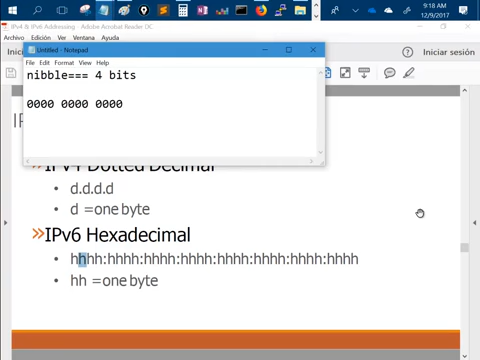 9:18 AM
12/9/2017
IPv4 & IPv6 Addressing - Adobe Acrobat Reader DC
Archivo Edición Ver Ventana Ayuda
Inici
Iniciar sesión
Untitled - Notepad
File Edit Format View Help
nibble=== 4 bits
0000 0000 0000
IPv4 Dotted Decimal
d.d.d.d
d =one byte
IPv6 Hexadecimal
hhhh:hhhh:hhhh:hhhh:hhhh:hhhh:hhhh:hhhh
hh =one byte